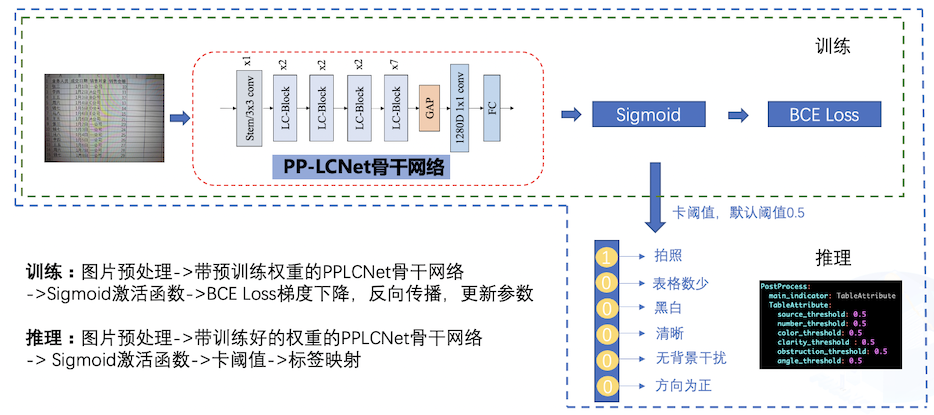 训练
x1
x2
x2
x2
x7
Stem/3x3 conv
LC-Block
LC-Block
LC-Block
LC-Block
GAP
1280D 1x1 conv
FC
PP-LCNet骨干网络
Sigmoid
BCE Loss
卡阈值，默认阈值0.5
1 拍照
0 表格数少
0 黑白
0 清晰
0 无背景干扰
0 方向为正
推理
PostProcess:
main_indicator: TableAttribute
TableAttribute:
source_threshold: 0.5
number_threshold: 0.5
color_threshold: 0.5
clarity_threshold : 0.5
obstruction_threshold: 0.5
angle_threshold: 0.5
训练：图片预处理->带预训练权重的PPLCNet骨干网络
->Sigmoid激活函数->BCE Loss梯度下降，反向传播，更新参数
推理：图片预处理->带训练好的权重的PPLCNet骨干网络
-> Sigmoid激活函数->卡阈值->标签映射